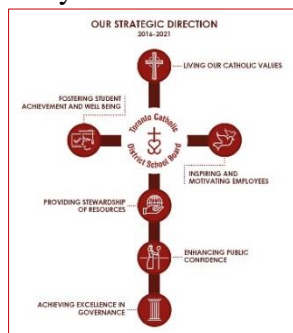 OUR STRATEGIC DIRECTION
2016-2021
LIVING OUR CATHOLIC VALUES
FOSTERING STUDENT
ACHIEVEMENT AND WELL BEING
Toronto Catholic
District School Board
INSPIRING AND
MOTIVATING EMPLOYEES
PROVIDING STEWARDSHIP
OF RESOURCES
ENHANCING PUBLIC
CONFIDENCE
ACHIEVING EXCELLENCE IN
GOVERNANCE